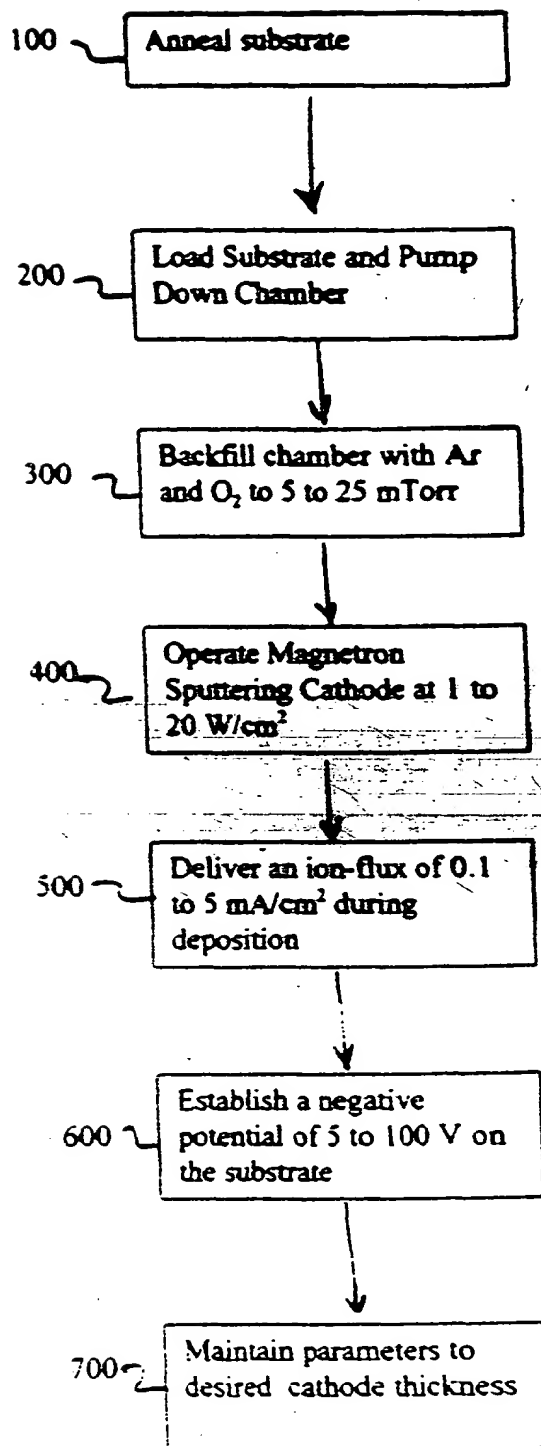 100
Anneal substrate
200
Load Substrate and Pump
Down Chamber
300
Backfill chamber with Ar
and O₂ to 5 to 25 mTorr
400
Operate Magnetron
Sputtering Cathode at 1 to
20 W/cm²
500
Deliver an ion-flux of 0.1
to 5 mA/cm² during
deposition
600
Establish a negative
potential of 5 to 100 V on
the substrate
700
Maintain parameters to
desired cathode thickness